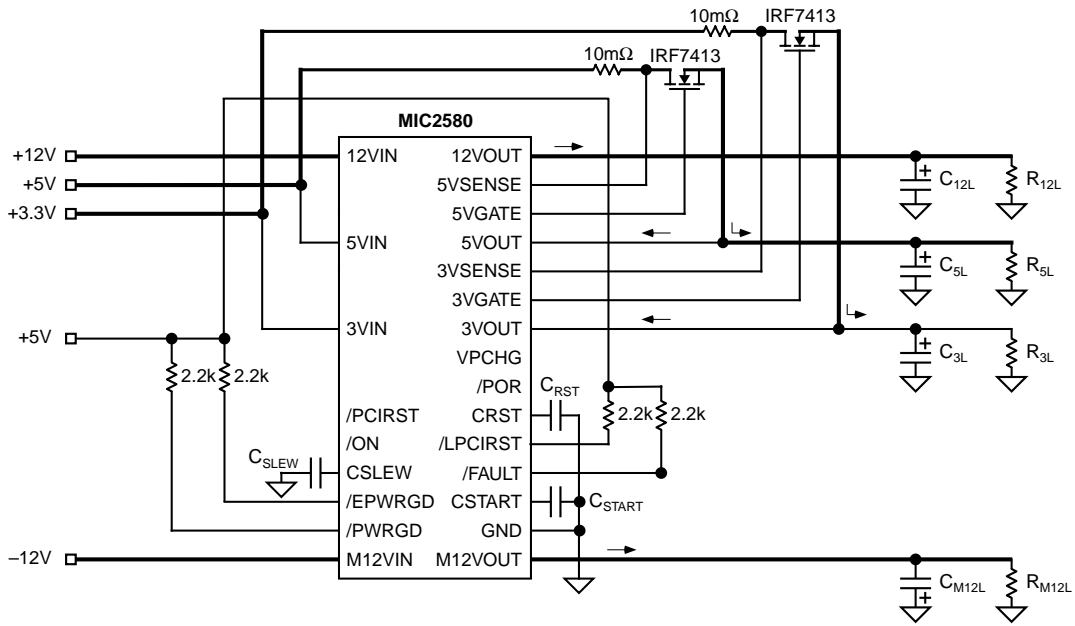 10mΩ IRF7413
10mΩ IRF7413
MIC2580
+12V
+5V
+3.3V
+5V
–12V
12VIN
5VIN
3VIN
/PCIRST
/ON
CSLEW
/EPWRGD
/PWRGD
M12VIN
12VOUT
5VSENSE
5VGATE
5VOUT
3VSENSE
3VGATE
3VOUT
VPCHG
/POR
CRST
/LPCIRST
/FAULT
CSTART
GND
M12VOUT
2.2k 2.2k
CSLEW
CRST
2.2k 2.2k
CSTART
+ C12L R12L
+ C5L R5L
+ C3L R3L
CM12L RM12L
+